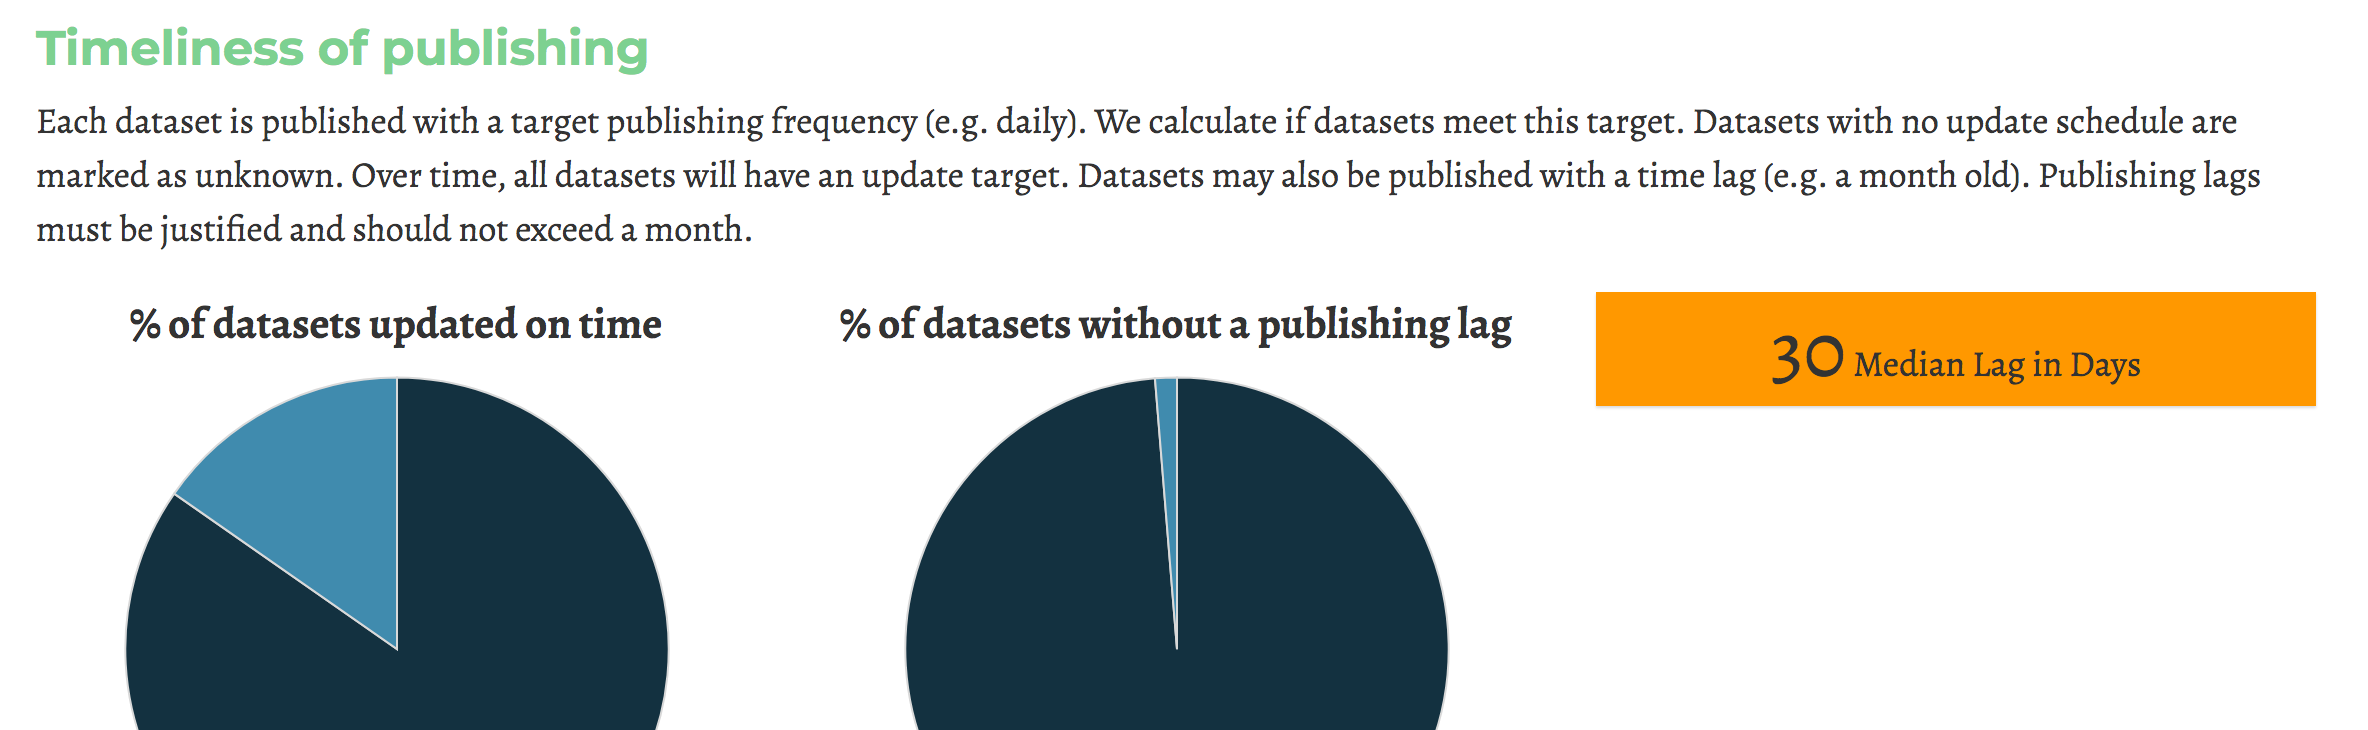 Timeliness of publishing
Each dataset is published with a target publishing frequency (e.g. daily). We calculate if datasets meet this target. Datasets with no update schedule are
marked as unknown. Over time, all datasets will have an update target. Datasets may also be published with a time lag (e.g. a month old). Publishing lags
must be justified and should not exceed a month.
% of datasets updated on time
% of datasets without a publishing lag
30 Median Lag in Days